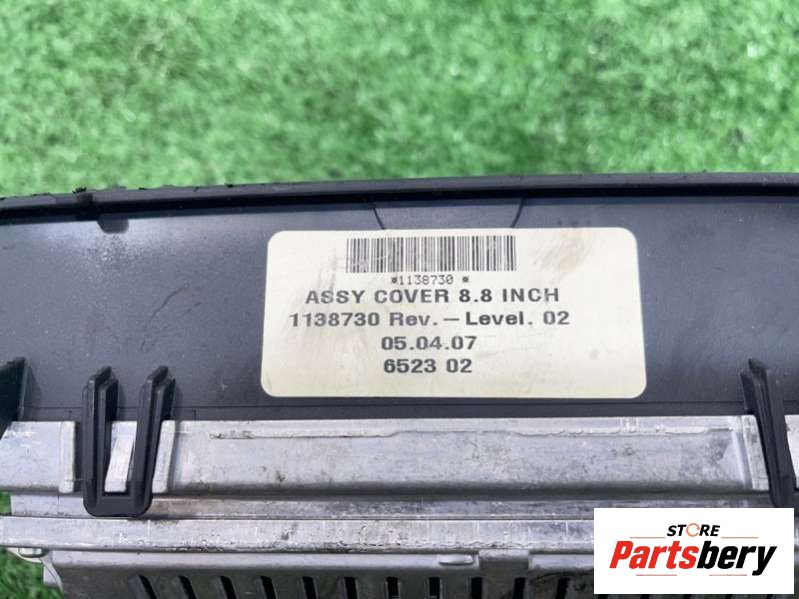 *1138730 *
ASSY COVER 8.8 INCH
1138730 Rev. – Level. 02
05.04.07
6523 02
STORE
Partsbery